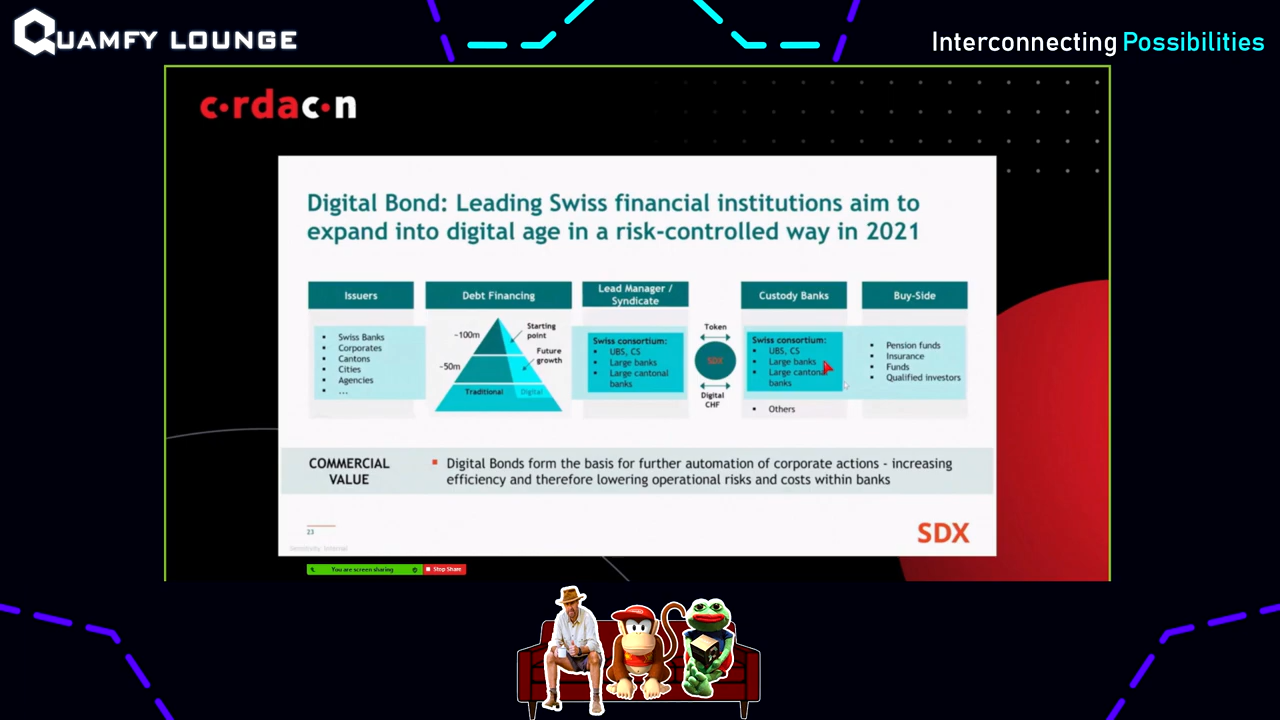 QUAMFY LOUNGE
Interconnecting Possibilities
c·rdac·n
Digital Bond: Leading Swiss financial institutions aim to
expand into digital age in a risk-controlled way in 2021
Issuers
▪ Swiss Banks
▪ Corporates
▪ Cantons
▪ Cities
▪ Agencies
▪ ...
Debt Financing
~100m
~50m
Starting
point
Future
growth
Traditional
Digital
Lead Manager /
Syndicate
Swiss consortium:
▪ UBS, CS
▪ Large banks
▪ Large cantonal
banks
Token
SDX
Digital
CHF
Custody Banks
Swiss consortium:
▪ UBS, CS
▪ Large banks
▪ Large cantonal
banks
▪ Others
Buy-Side
▪ Pension funds
▪ Insurance
▪ Funds
▪ Qualified investors
COMMERCIAL
VALUE
▪ Digital Bonds form the basis for further automation of corporate actions - increasing
efficiency and therefore lowering operational risks and costs within banks
23
Sensitivity: Internal
SDX
You are screen sharing
Stop Share